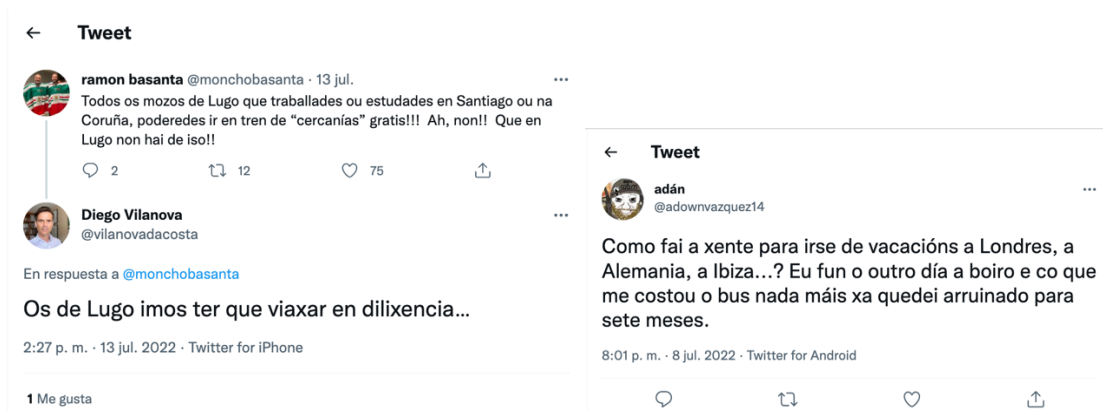 Tweet
ramon basanta @monchobasanta · 13 jul.
Todos os mozos de Lugo que traballades ou estudades en Santiago ou na
Coruña, poderedes ir en tren de “cercanías” gratis!!!  Ah, non!!  Que en
Lugo non hai de iso!!
2 12 75
Diego Vilanova
@vilanovadacosta
En respuesta a @monchobasanta
Os de Lugo imos ter que viaxar en dilixencia...
2:27 p. m. · 13 jul. 2022 · Twitter for iPhone
1 Me gusta
Tweet
adán
@adownvazquez14
Como fai a xente para irse de vacacións a Londres, a
Alemania, a Ibiza...? Eu fun o outro día a boiro e co que
me costou o bus nada máis xa quedei arruinado para
sete meses.
8:01 p. m. · 8 jul. 2022 · Twitter for Android